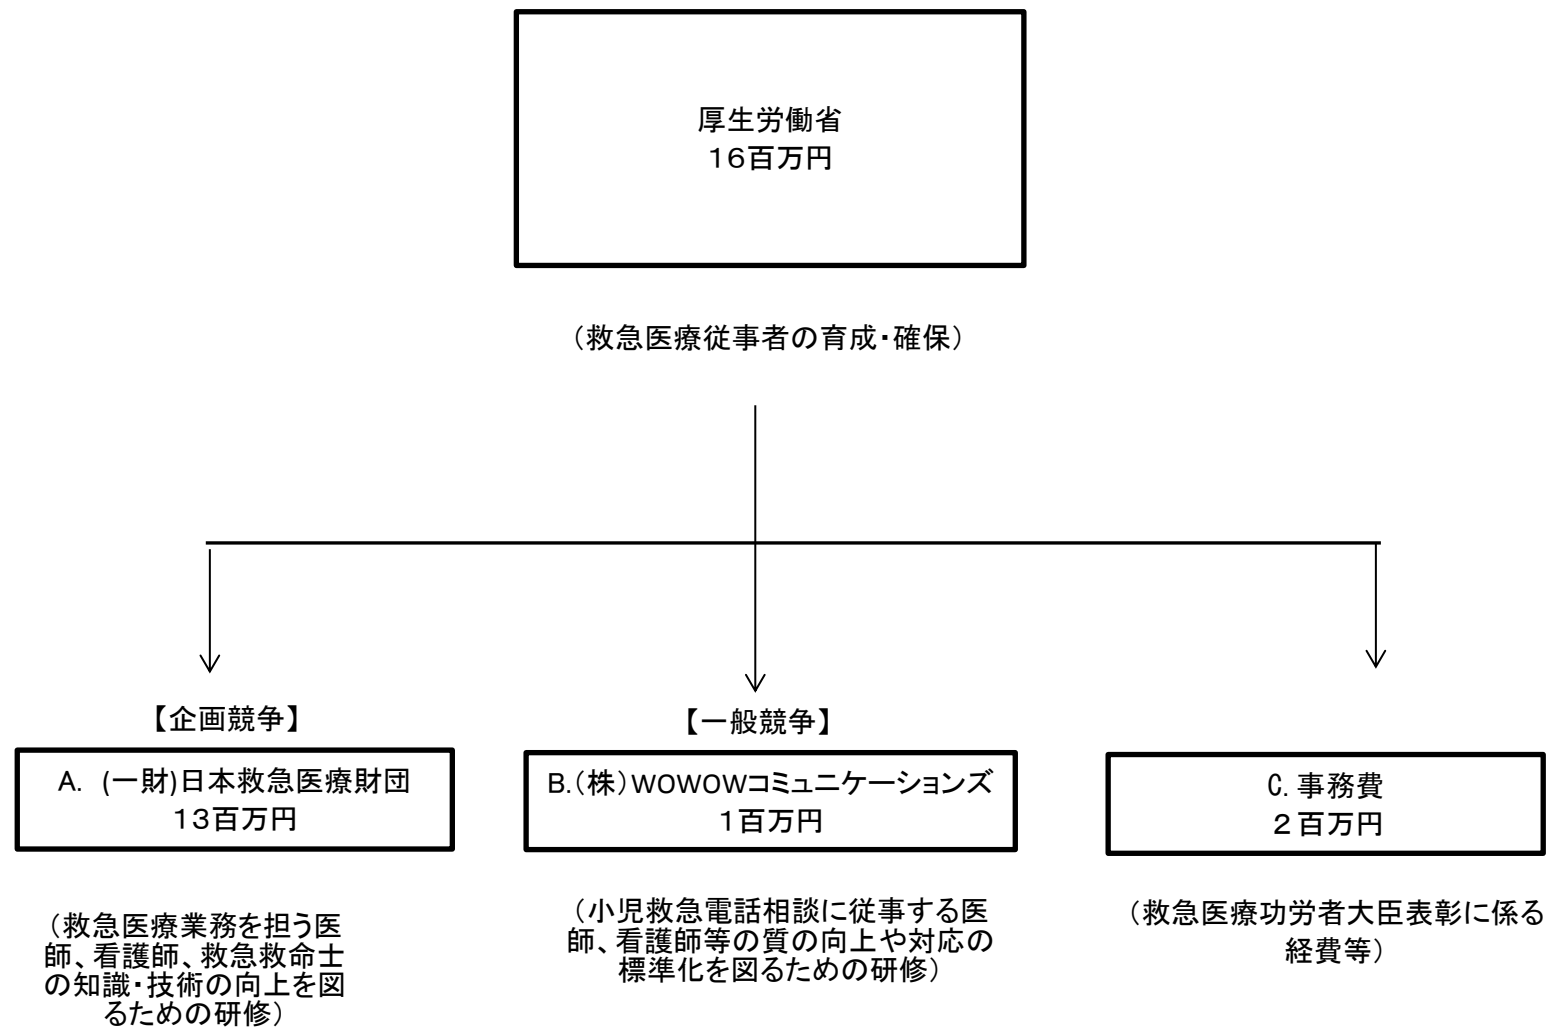 厚生労働省
16百万円
（救急医療従事者の育成・確保）
【企画競争】
A. (一財)日本救急医療財団
13百万円
（救急医療業務を担う医
師、看護師、救急救命士
の知識・技術の向上を図
るための研修）
【一般競争】
B.（株）WOWOWコミュニケーションズ
1百万円
（小児救急電話相談に従事する医
師、看護師等の質の向上や対応の
標準化を図るための研修）
C. 事務費
２百万円
（救急医療功労者大臣表彰に係る
経費等）